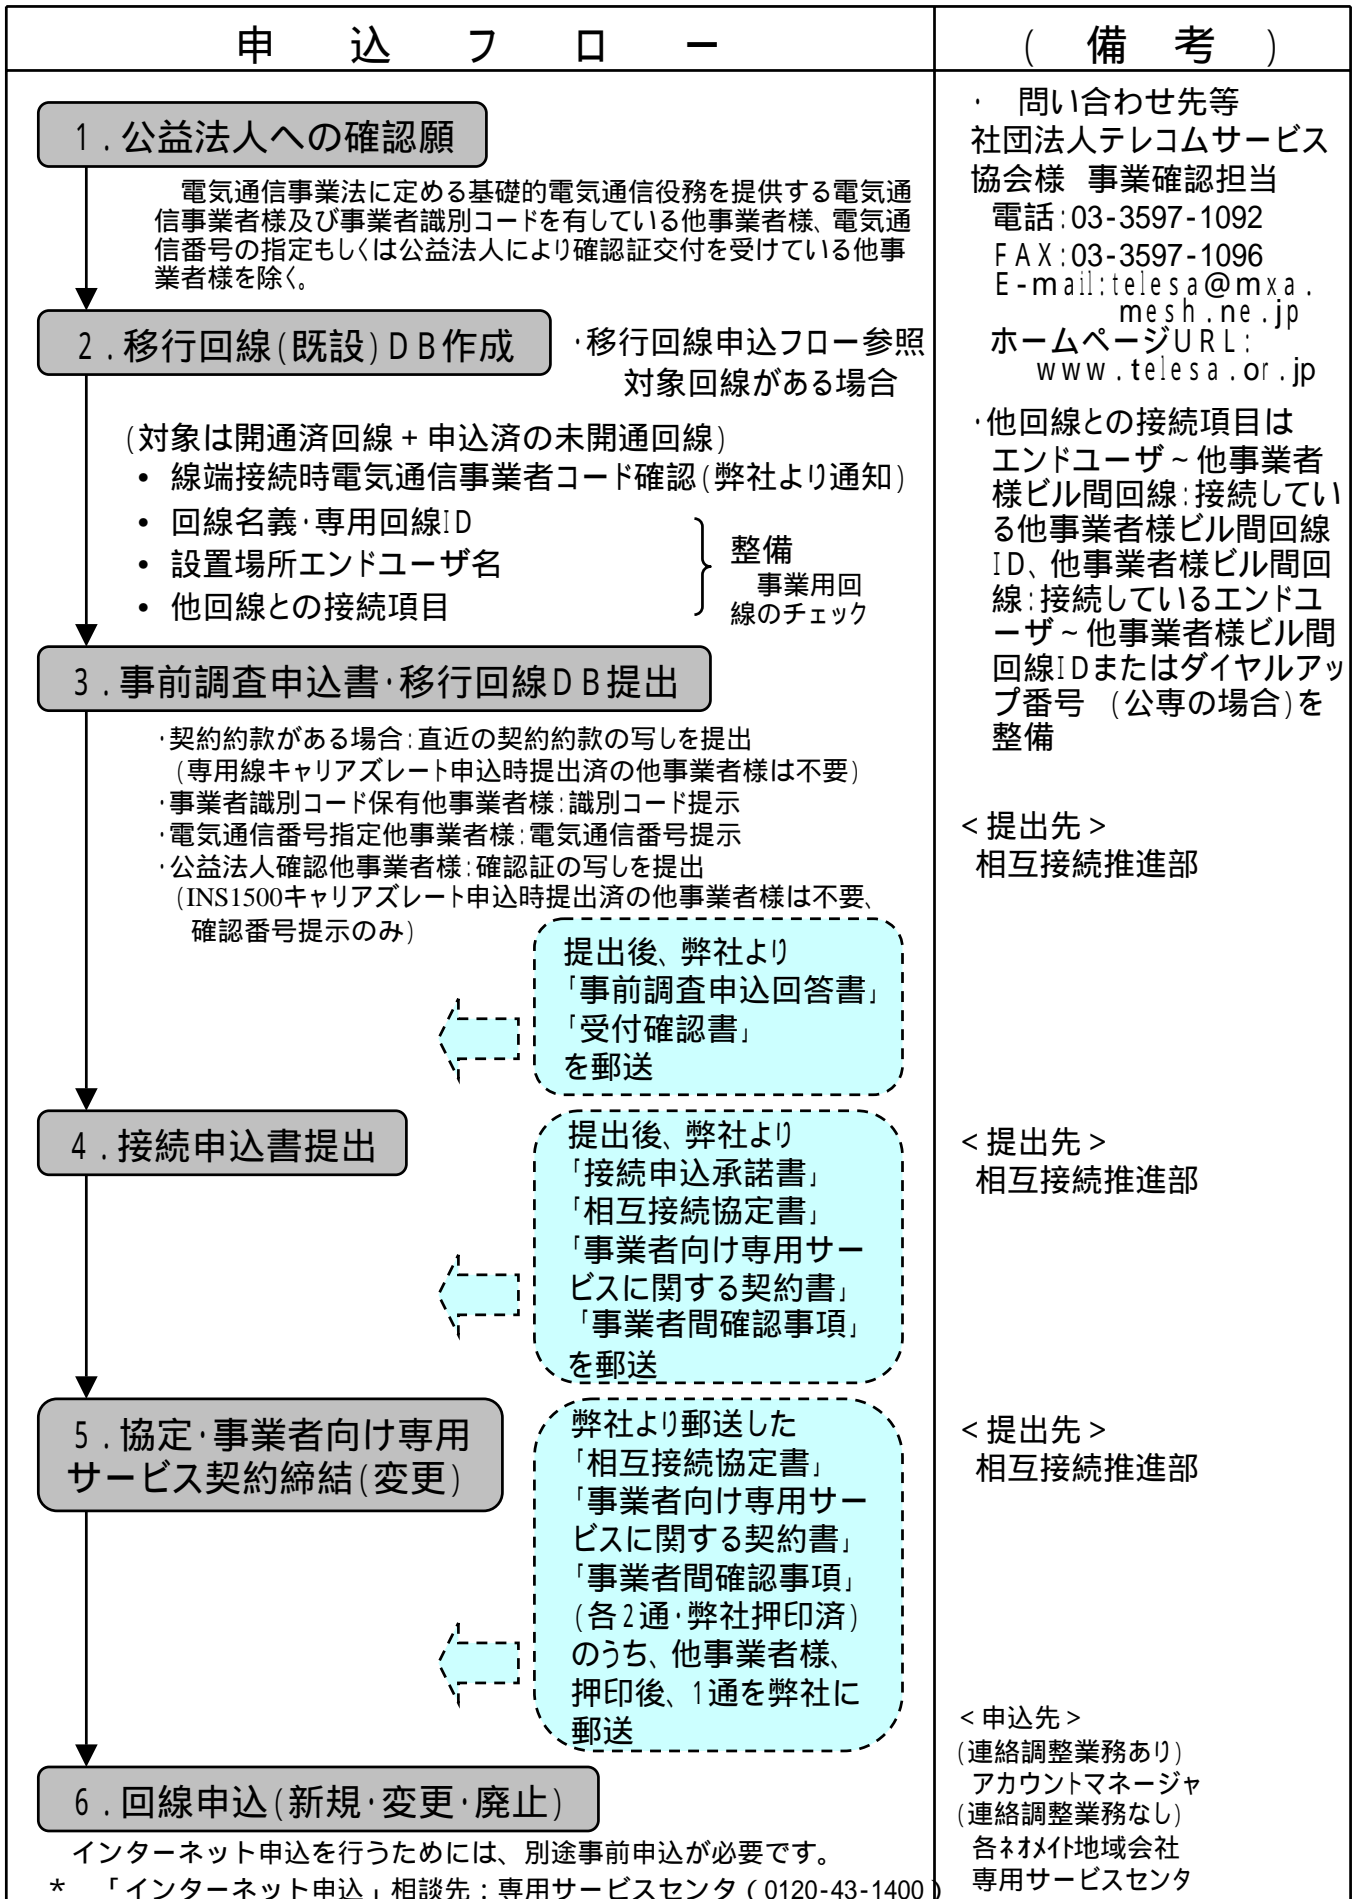 申込フロー
(備考)
1.公益法人への確認願
電気通信事業法に定める基礎的電気通信役務を提供する電気通
信事業者様及び事業者識別コードを有している他事業者様、電気通
信番号の指定もしくは公益法人により確認証交付を受けている他事
業者様を除く。
2.移行回線(既設)DB作成
・移行回線申込フロー参照
対象回線がある場合
(対象は開通済回線+申込済の未開通回線)
• 線端接続時電気通信事業者コード確認(弊社より通知)
• 回線名義・専用回線ID
• 設置場所エンドユーザ名
• 他回線との接続項目
整備
事業用回
線のチェック
3.事前調査申込書・移行回線DB提出
・契約約款がある場合:直近の契約約款の写しを提出
(専用線キャリアズレート申込時提出済の他事業者様は不要)
・事業者識別コード保有他事業者様:識別コード提示
・電気通信番号指定他事業者様:電気通信番号提示
・公益法人確認他事業者様:確認証の写しを提出
(INS1500キャリアズレート申込時提出済の他事業者様は不要、
確認番号提示のみ)
提出後、弊社より
「事前調査申込回答書」
「受付確認書」
を郵送
4.接続申込書提出
提出後、弊社より
「接続申込承諾書」
「相互接続協定書」
「事業者向け専用サー
ビスに関する契約書」
「事業者間確認事項」
を郵送
5.協定・事業者向け専用
サービス契約締結(変更)
弊社より郵送した
「相互接続協定書」
「事業者向け専用サー
ビスに関する契約書」
「事業者間確認事項」
(各2通・弊社押印済)
のうち、他事業者様、
押印後、1通を弊社に
郵送
6.回線申込(新規・変更・廃止)
インターネット申込を行うためには、別途事前申込が必要です。
* 「インターネット申込」相談先:専用サービスセンタ(0120-43-1400)
・ 問い合わせ先等
社団法人テレコムサービス
協会様 事業確認担当
電話:03-3597-1092
FAX:03-3597-1096
E-mail:telesa@mxa.
mesh.ne.jp
ホームページURL:
www.telesa.or.jp
・他回線との接続項目は
エンドユーザ~他事業者
様ビル間回線:接続してい
る他事業者様ビル間回線
ID、他事業者様ビル間回
線:接続しているエンドユ
ーザ~他事業者様ビル間
回線IDまたはダイヤルアッ
プ番号 (公専の場合)を
整備
<提出先>
相互接続推進部
<提出先>
相互接続推進部
<提出先>
相互接続推進部
<申込先>
(連絡調整業務あり)
アカウントマネージャ
(連絡調整業務なし)
各ネオメイト地域会社
専用サービスセンタ